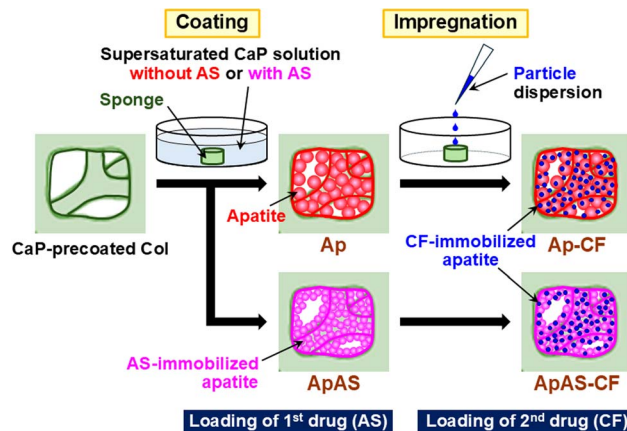 Coating
Impregnation
Supersaturated CaP solution
without AS or with AS
Sponge
Particle
dispersion
CaP-precoated Col
Apatite
Ap
CF-immobilized
apatite
Ap-CF
AS-immobilized
apatite
ApAS
ApAS-CF
Loading of 1st drug (AS)
Loading of 2nd drug (CF)